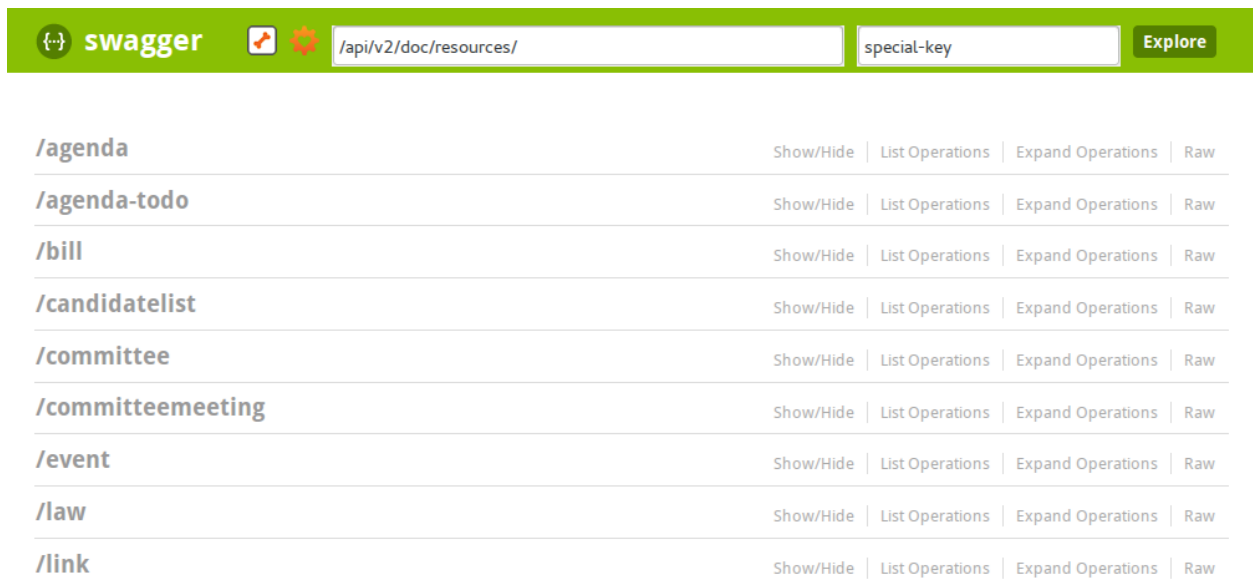 {··} swagger /api/v2/doc/resources/ special-key Explore
/agenda Show/Hide List Operations Expand Operations Raw
/agenda-todo Show/Hide List Operations Expand Operations Raw
/bill Show/Hide List Operations Expand Operations Raw
/candidatelist Show/Hide List Operations Expand Operations Raw
/committee Show/Hide List Operations Expand Operations Raw
/committeemeeting Show/Hide List Operations Expand Operations Raw
/event Show/Hide List Operations Expand Operations Raw
/law Show/Hide List Operations Expand Operations Raw
/link Show/Hide List Operations Expand Operations Raw